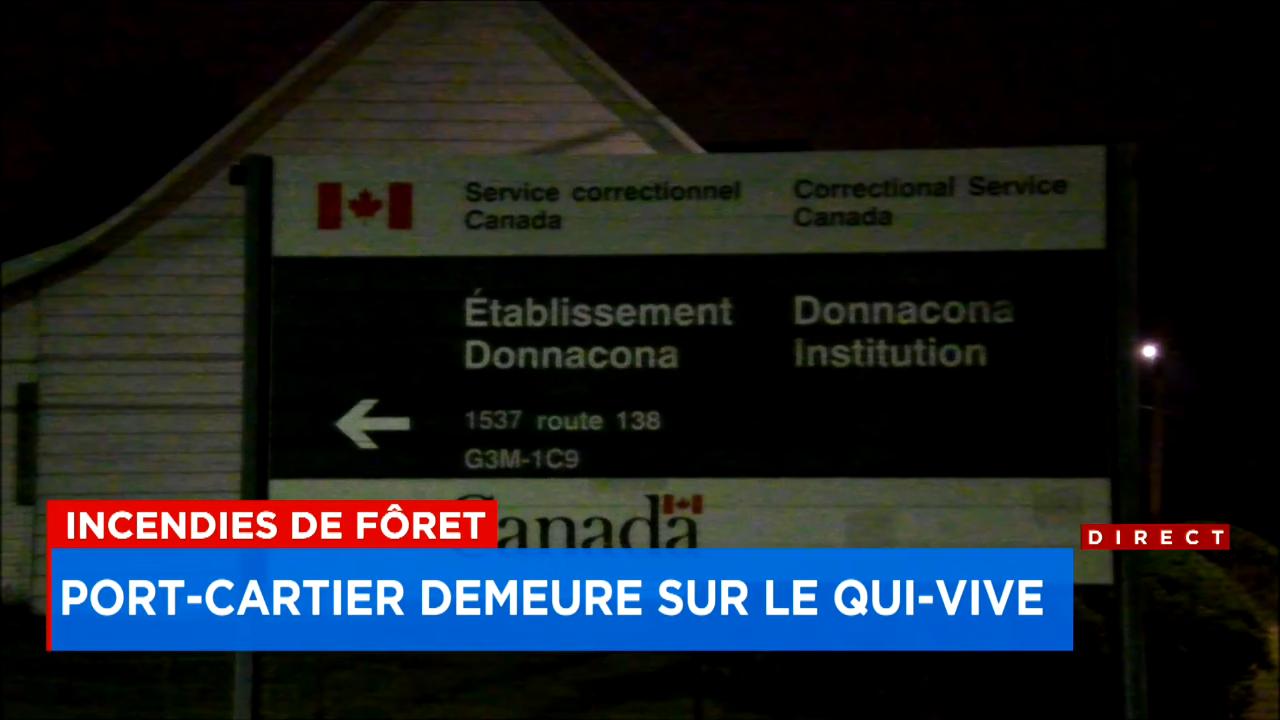 Service correctionnel
Canada
Correctional Service
Canada
Établissement
Donnacona
Donnacona
Institution
1537 route 138
G3M-1C9
Canada
INCENDIES DE FÔRET
DIRECT
PORT-CARTIER DEMEURE SUR LE QUI-VIVE